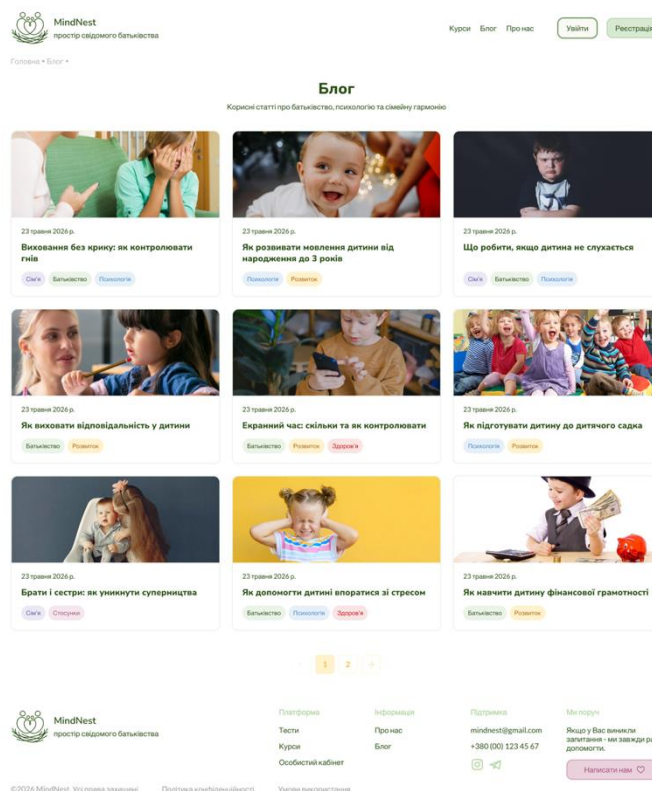 MindNest
простір свідомого батьківства
Курси Блог Про нас Увійти Реєстрація
Головна • Блог •
Блог
Корисні статті про батьківство, психологію та сімейну гармонію
23 травня 2026 р.
Виховання без крику: як контролювати
гнів
Сім'я Батьківство Психологія
23 травня 2026 р.
Як розвивати мовлення дитини від
народження до 3 років
Психологія Розвиток
23 травня 2026 р.
Що робити, якщо дитина не слухається
Сім'я Батьківство Психологія
23 травня 2026 р.
Як виховати відповідальність у дитини
Батьківство Розвиток
23 травня 2026 р.
Екранний час: скільки та як контролювати
Батьківство Розвиток Здоров'я
23 травня 2026 р.
Як підготувати дитину до дитячого садка
Психологія Розвиток
23 травня 2026 р.
Брати і сестри: як уникнути суперництва
Сім'я Стосунки
23 травня 2026 р.
Як допомогти дитині впоратися зі стресом
Батьківство Психологія Здоров'я
23 травня 2026 р.
Як навчити дитину фінансової грамотності
Батьківство Розвиток
1 2
MindNest
простір свідомого батьківства
Платформа
Тести
Курси
Особистий кабінет
Інформація
Про нас
Блог
Підтримка
mindnest@gmail.com
+380 (00) 123 45 67
Ми поруч
Якщо у Вас виникли
запитання - ми завжди
допомогти.
Написати нам
©2026 MindNest. Усі права захищені Політика конфіденційності Умови використання